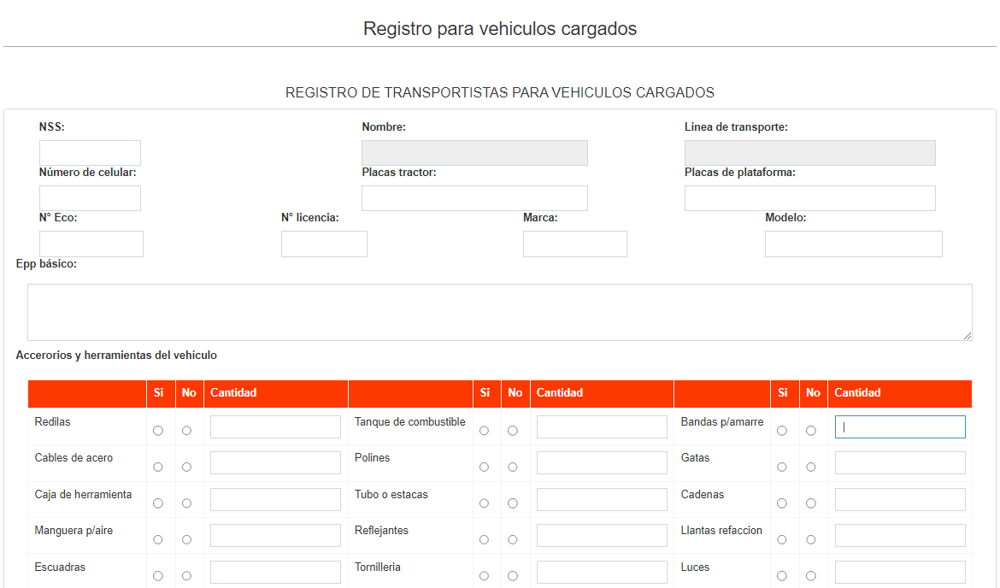 Registro para vehiculos cargados
REGISTRO DE TRANSPORTISTAS PARA VEHICULOS CARGADOS
NSS: Nombre: Linea de transporte:
Número de celular: Placas tractor: Placas de plataforma:
N° Eco: N° licencia: Marca: Modelo:
Epp básico:
Accerorios y herramientas del vehículo
Si No Cantidad Si No Cantidad Si No Cantidad
Redilas Tanque de combustible Bandas p/amarre
Cables de acero Polines Gatas
Caja de herramienta Tubo o estacas Cadenas
Manguera p/aire Reflejantes Llantas refaccion
Escuadras Tornilleria Luces